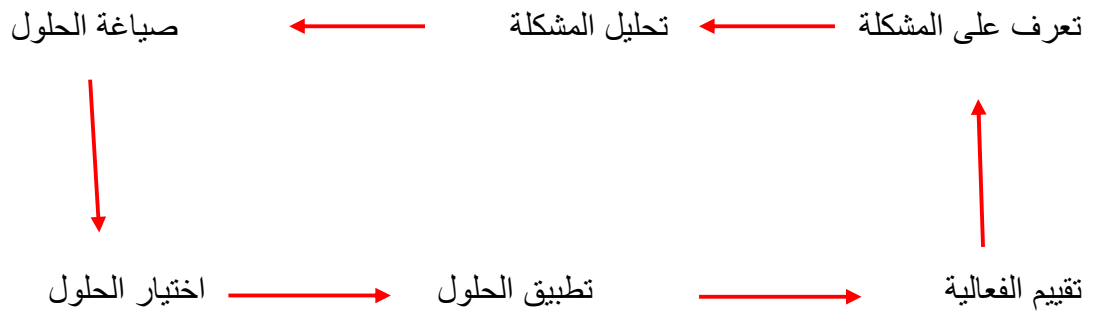 تعرف على المشكلة تحليل المشكلة صياغة الحلول
اختيار الحلول تطبيق الحلول تقييم الفعالية